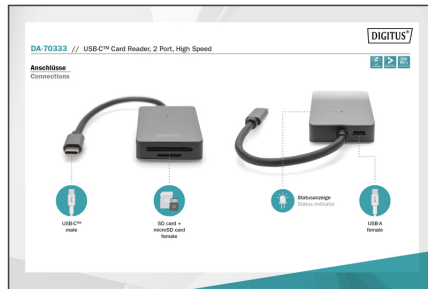 DIGITUS®
DA-70333 // USB-C™ Card Reader, 2 Port, High Speed
Anschlüsse
Connections
USB-C™
male
SD card +
microSD card
female
Statusanzeige
Status indicator
USB-A
female